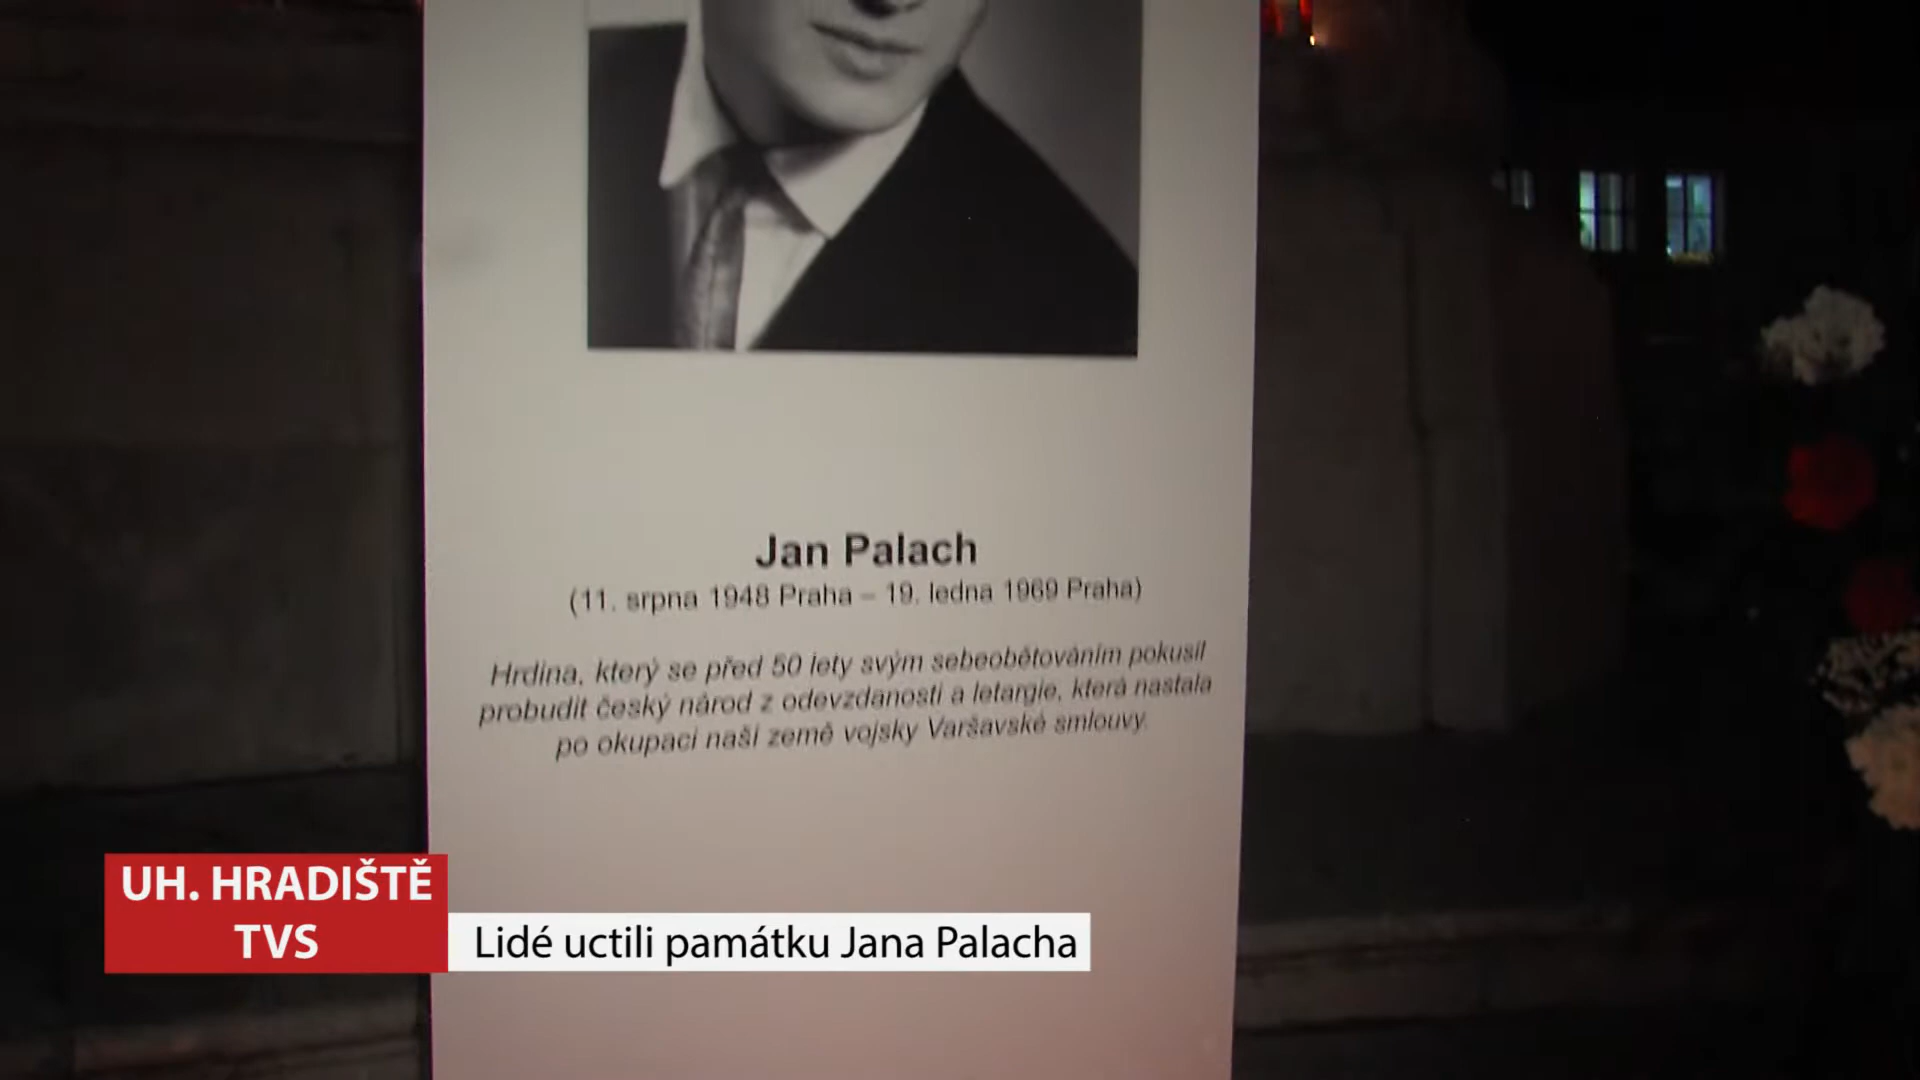 Jan Palach
(11. srpna 1948 Praha – 19. ledna 1969 Praha)
Hrdina, který se před 50 lety svým sebeobětováním pokusil
probudit český národ z odevzdanosti a letargie, která nastala
po okupaci naší země vojsky Varšavské smlouvy.
UH. HRADIŠTĚ
TVS
Lidé uctili památku Jana Palacha